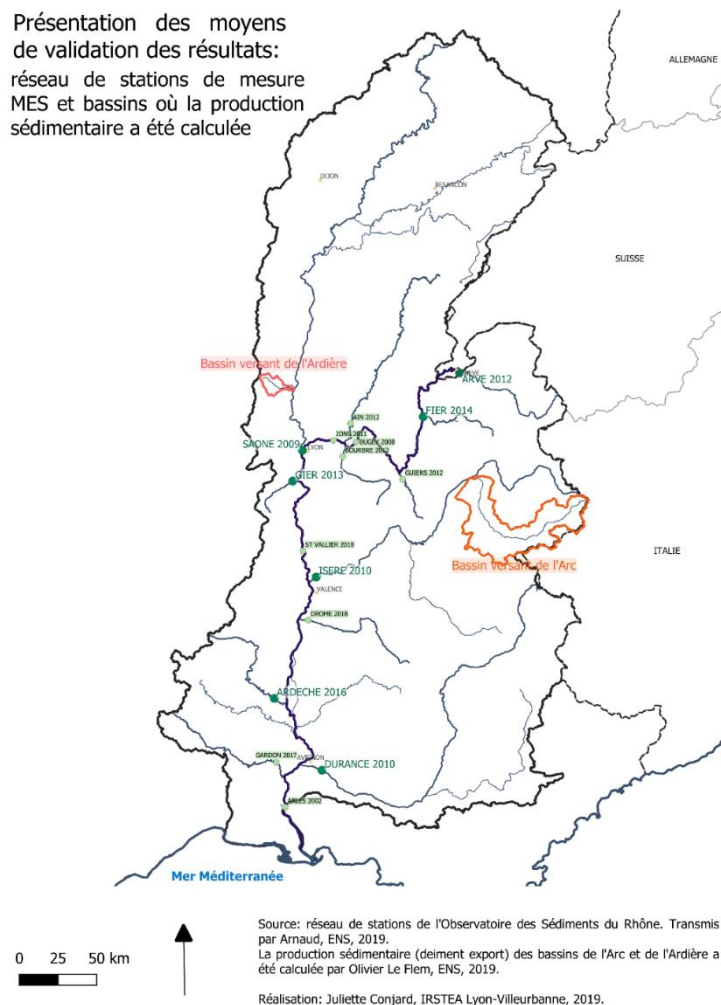 Présentation des moyens
de validation des résultats:
réseau de stations de mesure
MES et bassins où la production
sédimentaire a été calculée
ALLEMAGNE
DIJON
BESANCON
SUISSE
Bassin versant de l'Ardière
ARVE 2012
FIER 2014
AIN 2012
JONS 2011
BUGEY 2008
SAONE 2009
LYON
BOURBRE 2012
GIER 2013
GUIERS 2012
ST VALLIER 2018
ITALIE
Bassin versant de l'Arc
ISERE 2010
VALENCE
DROME 2018
ARDECHE 2016
GARDON 2017
AVIGNON
DURANCE 2010
ARLES 2002
Mer Méditerranée
0 25 50 km
Source: réseau de stations de l'Observatoire des Sédiments du Rhône. Transmis
par Arnaud, ENS, 2019.
La production sédimentaire (deiment export) des bassins de l'Arc et de l'Ardière a
été calculée par Olivier Le Flem, ENS, 2019.
Réalisation: Juliette Conjard, IRSTEA Lyon-Villeurbanne, 2019.